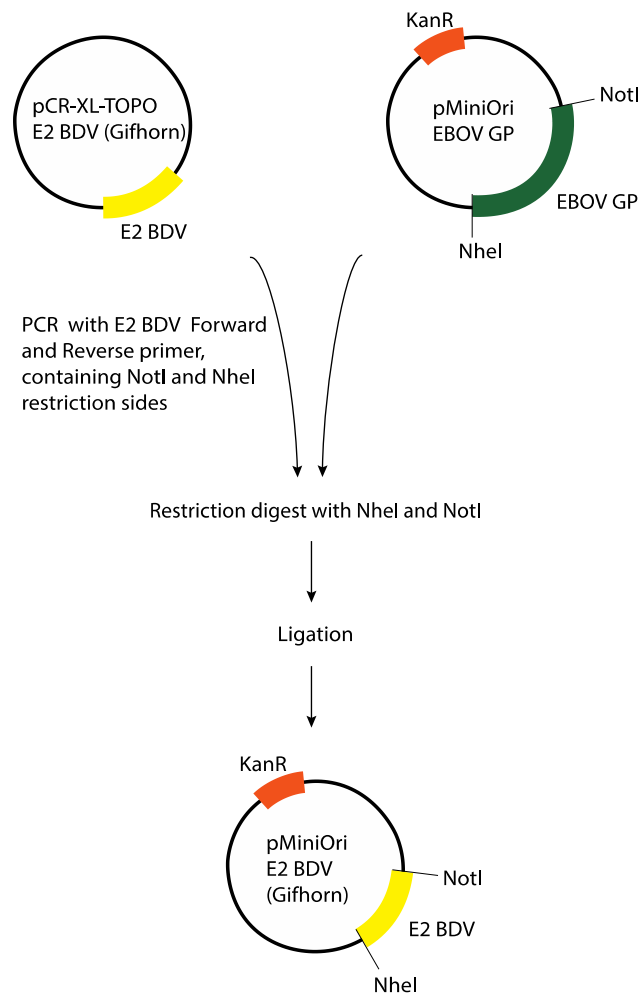 KanR
pCR-XL-TOPO
E2 BDV (Gifhorn)
E2 BDV
pMiniOri
EBOV GP
NotI
EBOV GP
NheI
PCR with E2 BDV Forward
and Reverse primer,
containing NotI and NheI
restriction sides
Restriction digest with NheI and NotI
Ligation
KanR
pMiniOri
E2 BDV
(Gifhorn)
NotI
E2 BDV
NheI